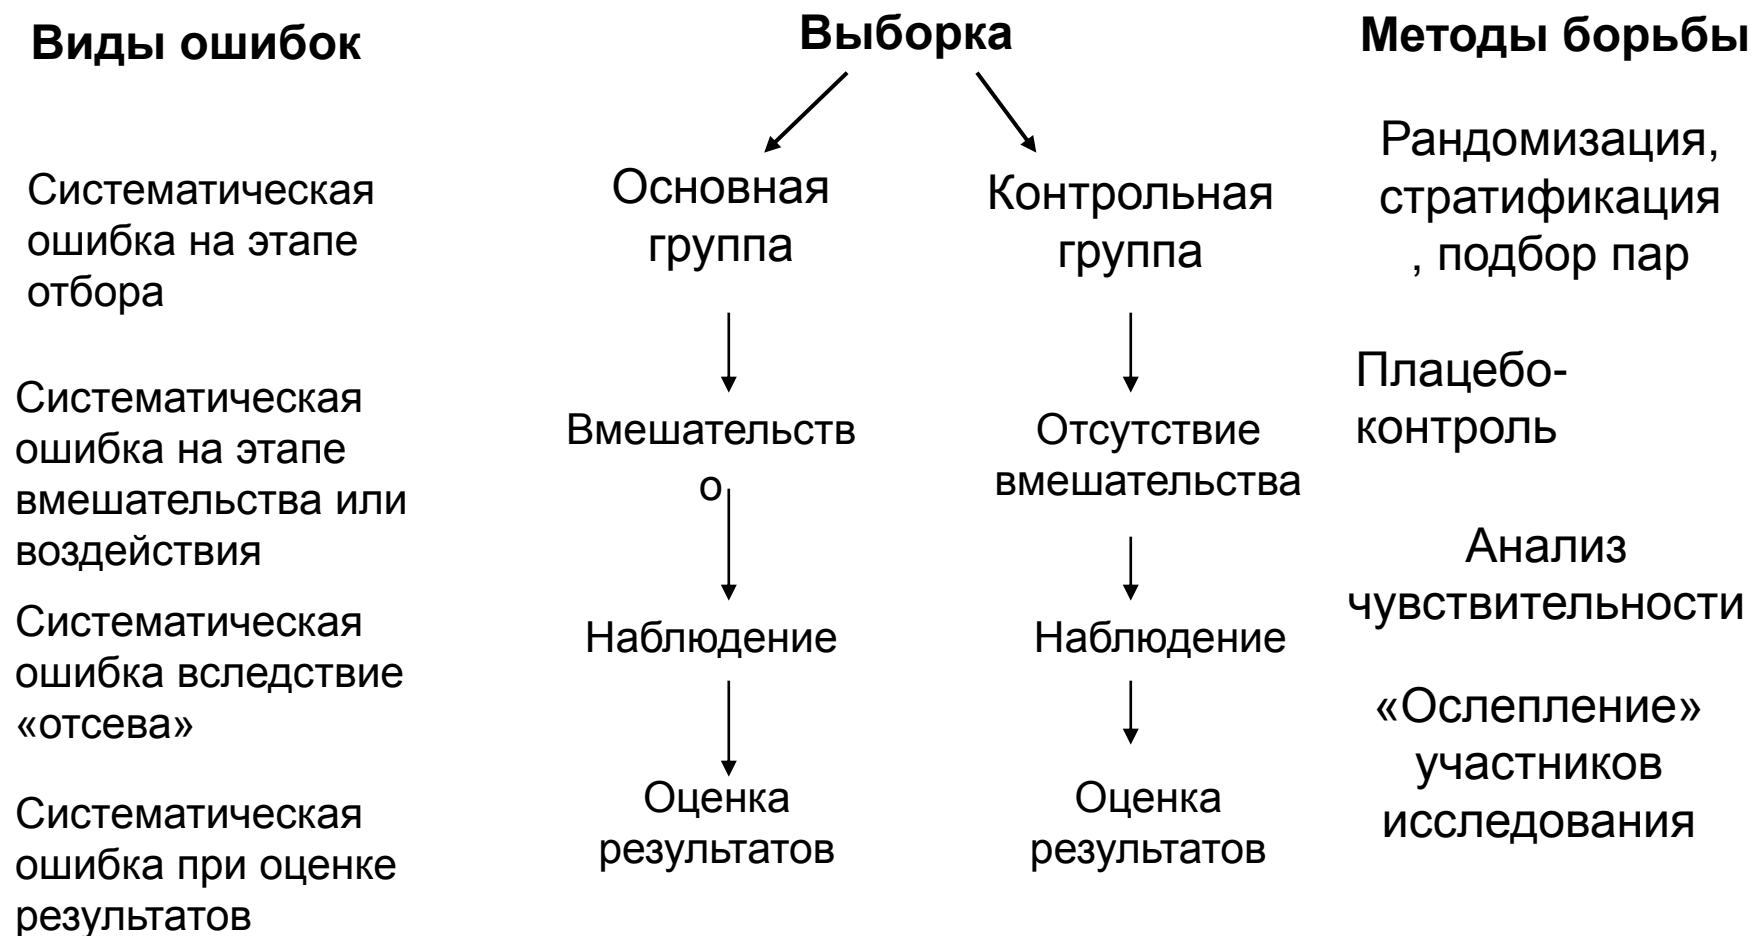 Виды ошибок
Выборка
Методы борьбы
Систематическая
ошибка на этапе
отбора
Основная
группа
Контрольная
группа
Рандомизация,
стратификация
, подбор пар
Систематическая
ошибка на этапе
вмешательства или
воздействия
Вмешательств
о
Отсутствие
вмешательства
Плацебо-
контроль
Систематическая
ошибка вследствие
«отсева»
Наблюдение
Наблюдение
Анализ
чувствительности
Систематическая
ошибка при оценке
результатов
Оценка
результатов
Оценка
результатов
«Ослепление»
участников
исследования